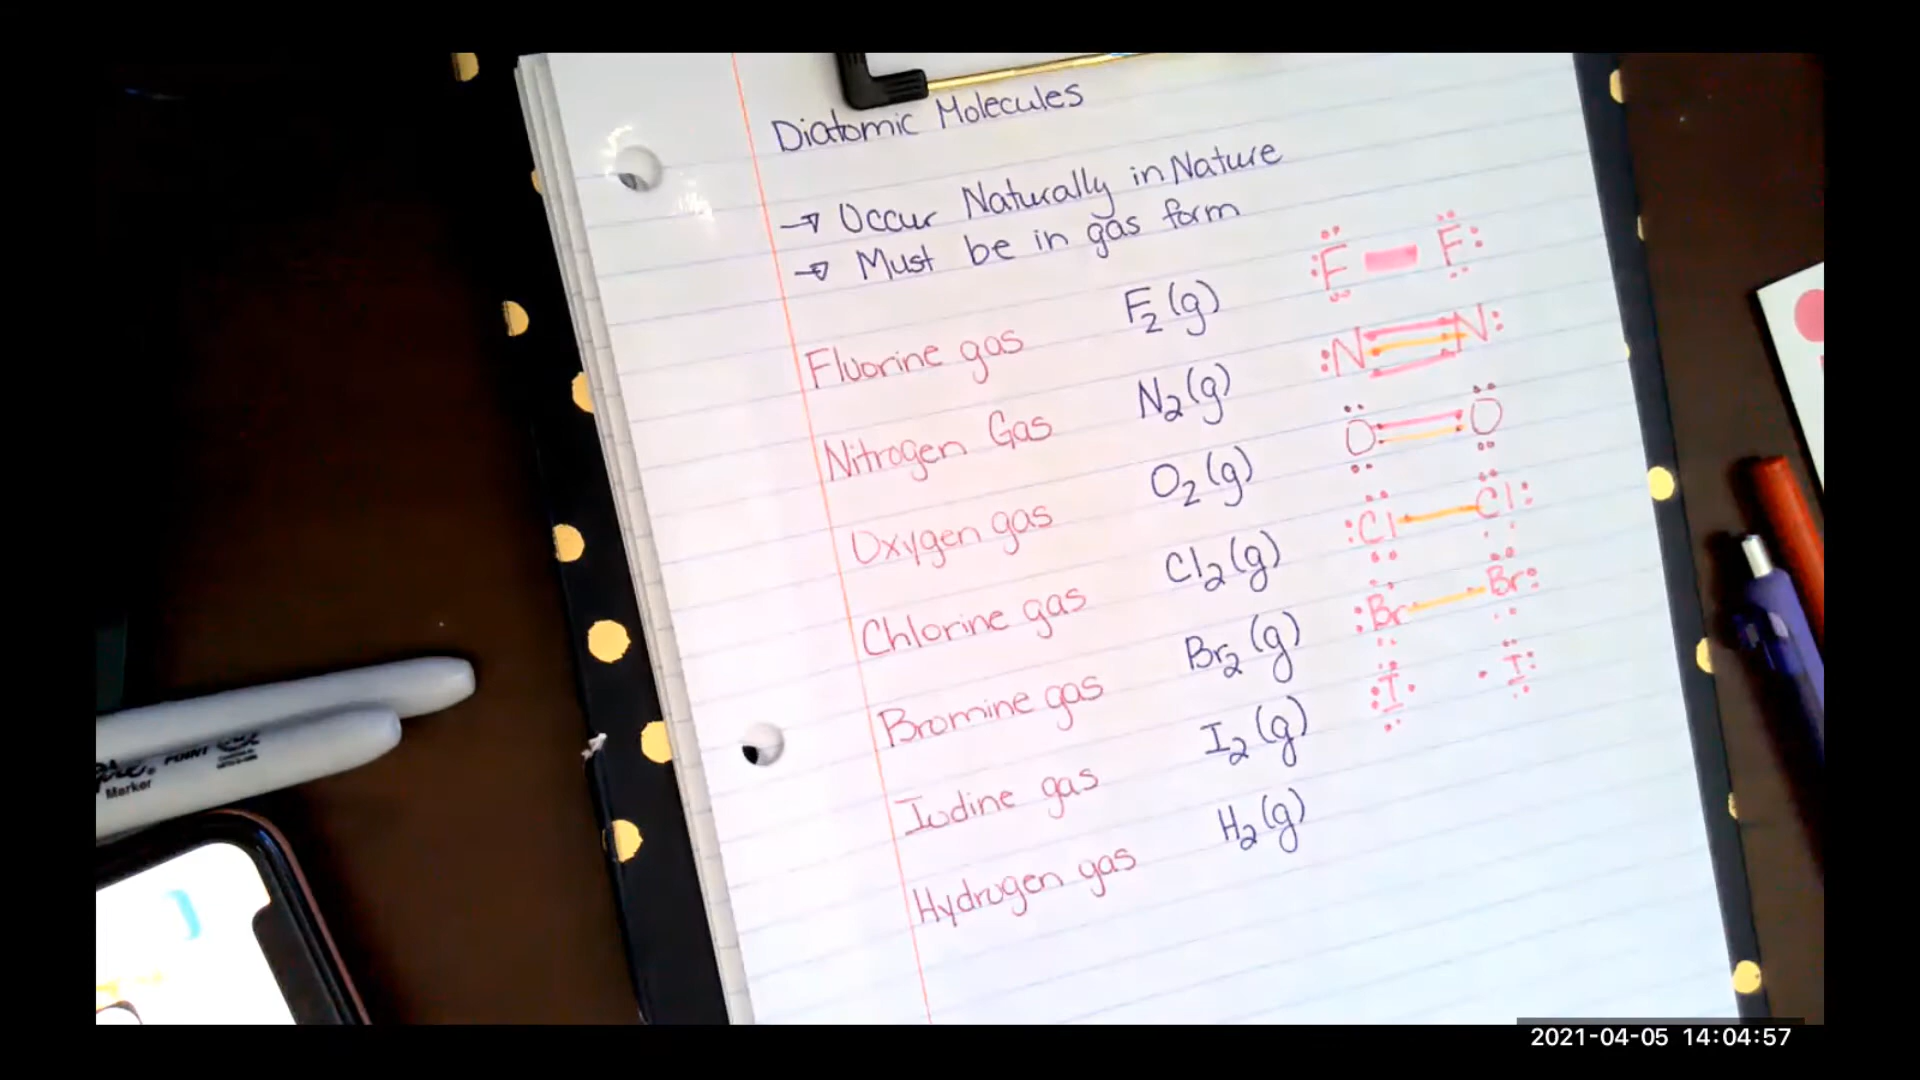 Diatomic Molecules
→ Occur Naturally in Nature
→ Must be in gas form
Fluorine gas F2(g) F F
Nitrogen Gas N2(g) N N
Oxygen gas O2(g) O O
Chlorine gas Cl2(g) Cl Cl
Bromine gas Br2(g) Br Br
Iodine gas I2(g) I I
Hydrogen gas H2(g)
POINT
Marker
2021-04-05 14:04:57